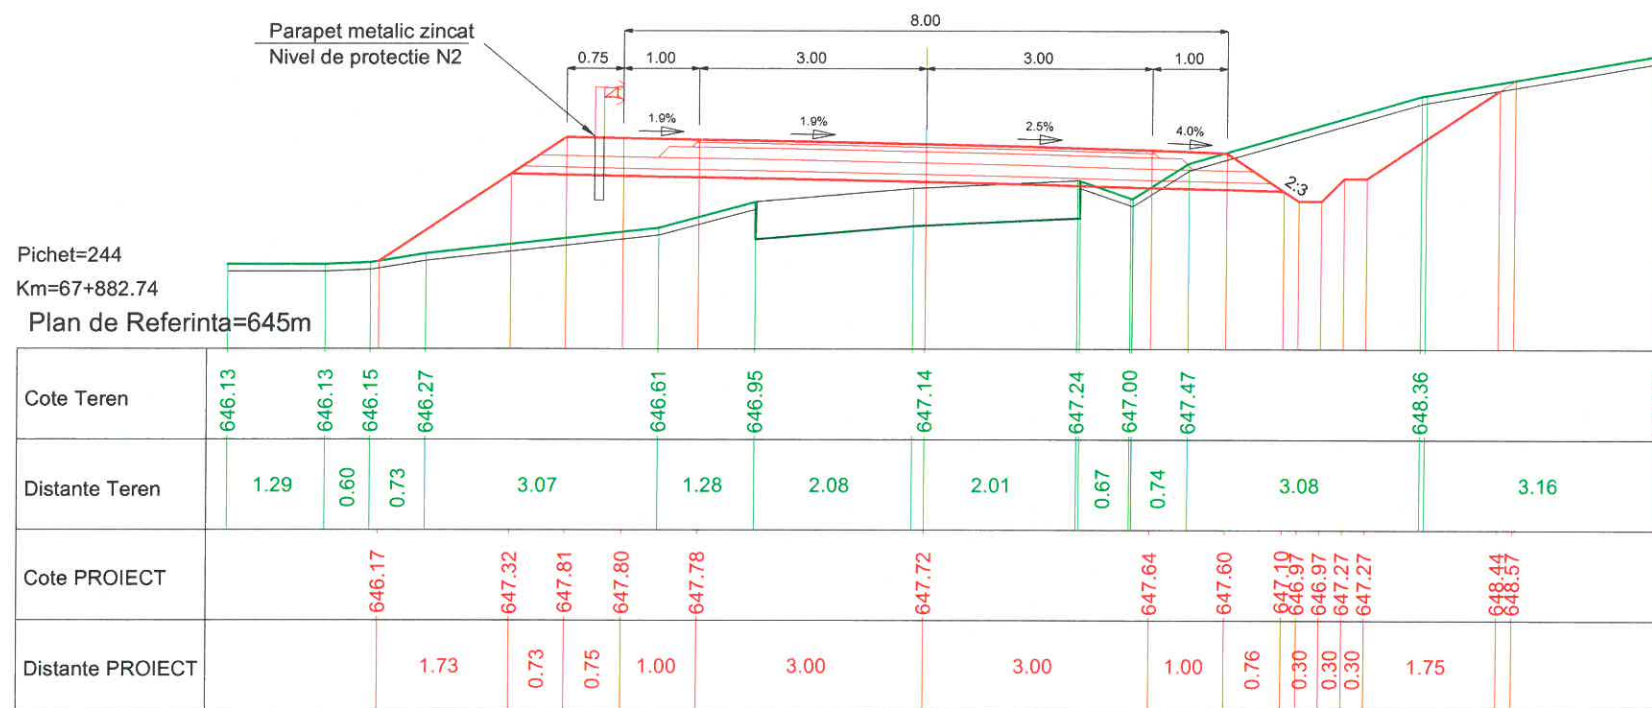 8.00
Parapet metalic zincat
Nivel de protectie N2
0.75 1.00 3.00 3.00 1.00
1.9% 1.9% 2.5% 4.0%
2:3
Pichet=244
Km=67+882.74
Plan de Referinta=645m
Cote Teren 646.13 646.13 646.15 646.27 646.61 646.95 647.14 647.24 647.00 647.47 648.36
Distante Teren 1.29 0.60 0.73 3.07 1.28 2.08 2.01 0.67 0.74 3.08 3.16
Cote PROIECT 646.17 647.32 647.81 647.80 647.78 647.72 647.64 647.60 647.10 646.97 646.97 647.27 647.27 648.44 648.57
Distante PROIECT 1.73 0.73 0.75 1.00 3.00 3.00 1.00 0.76 0.30 0.30 0.30 1.75